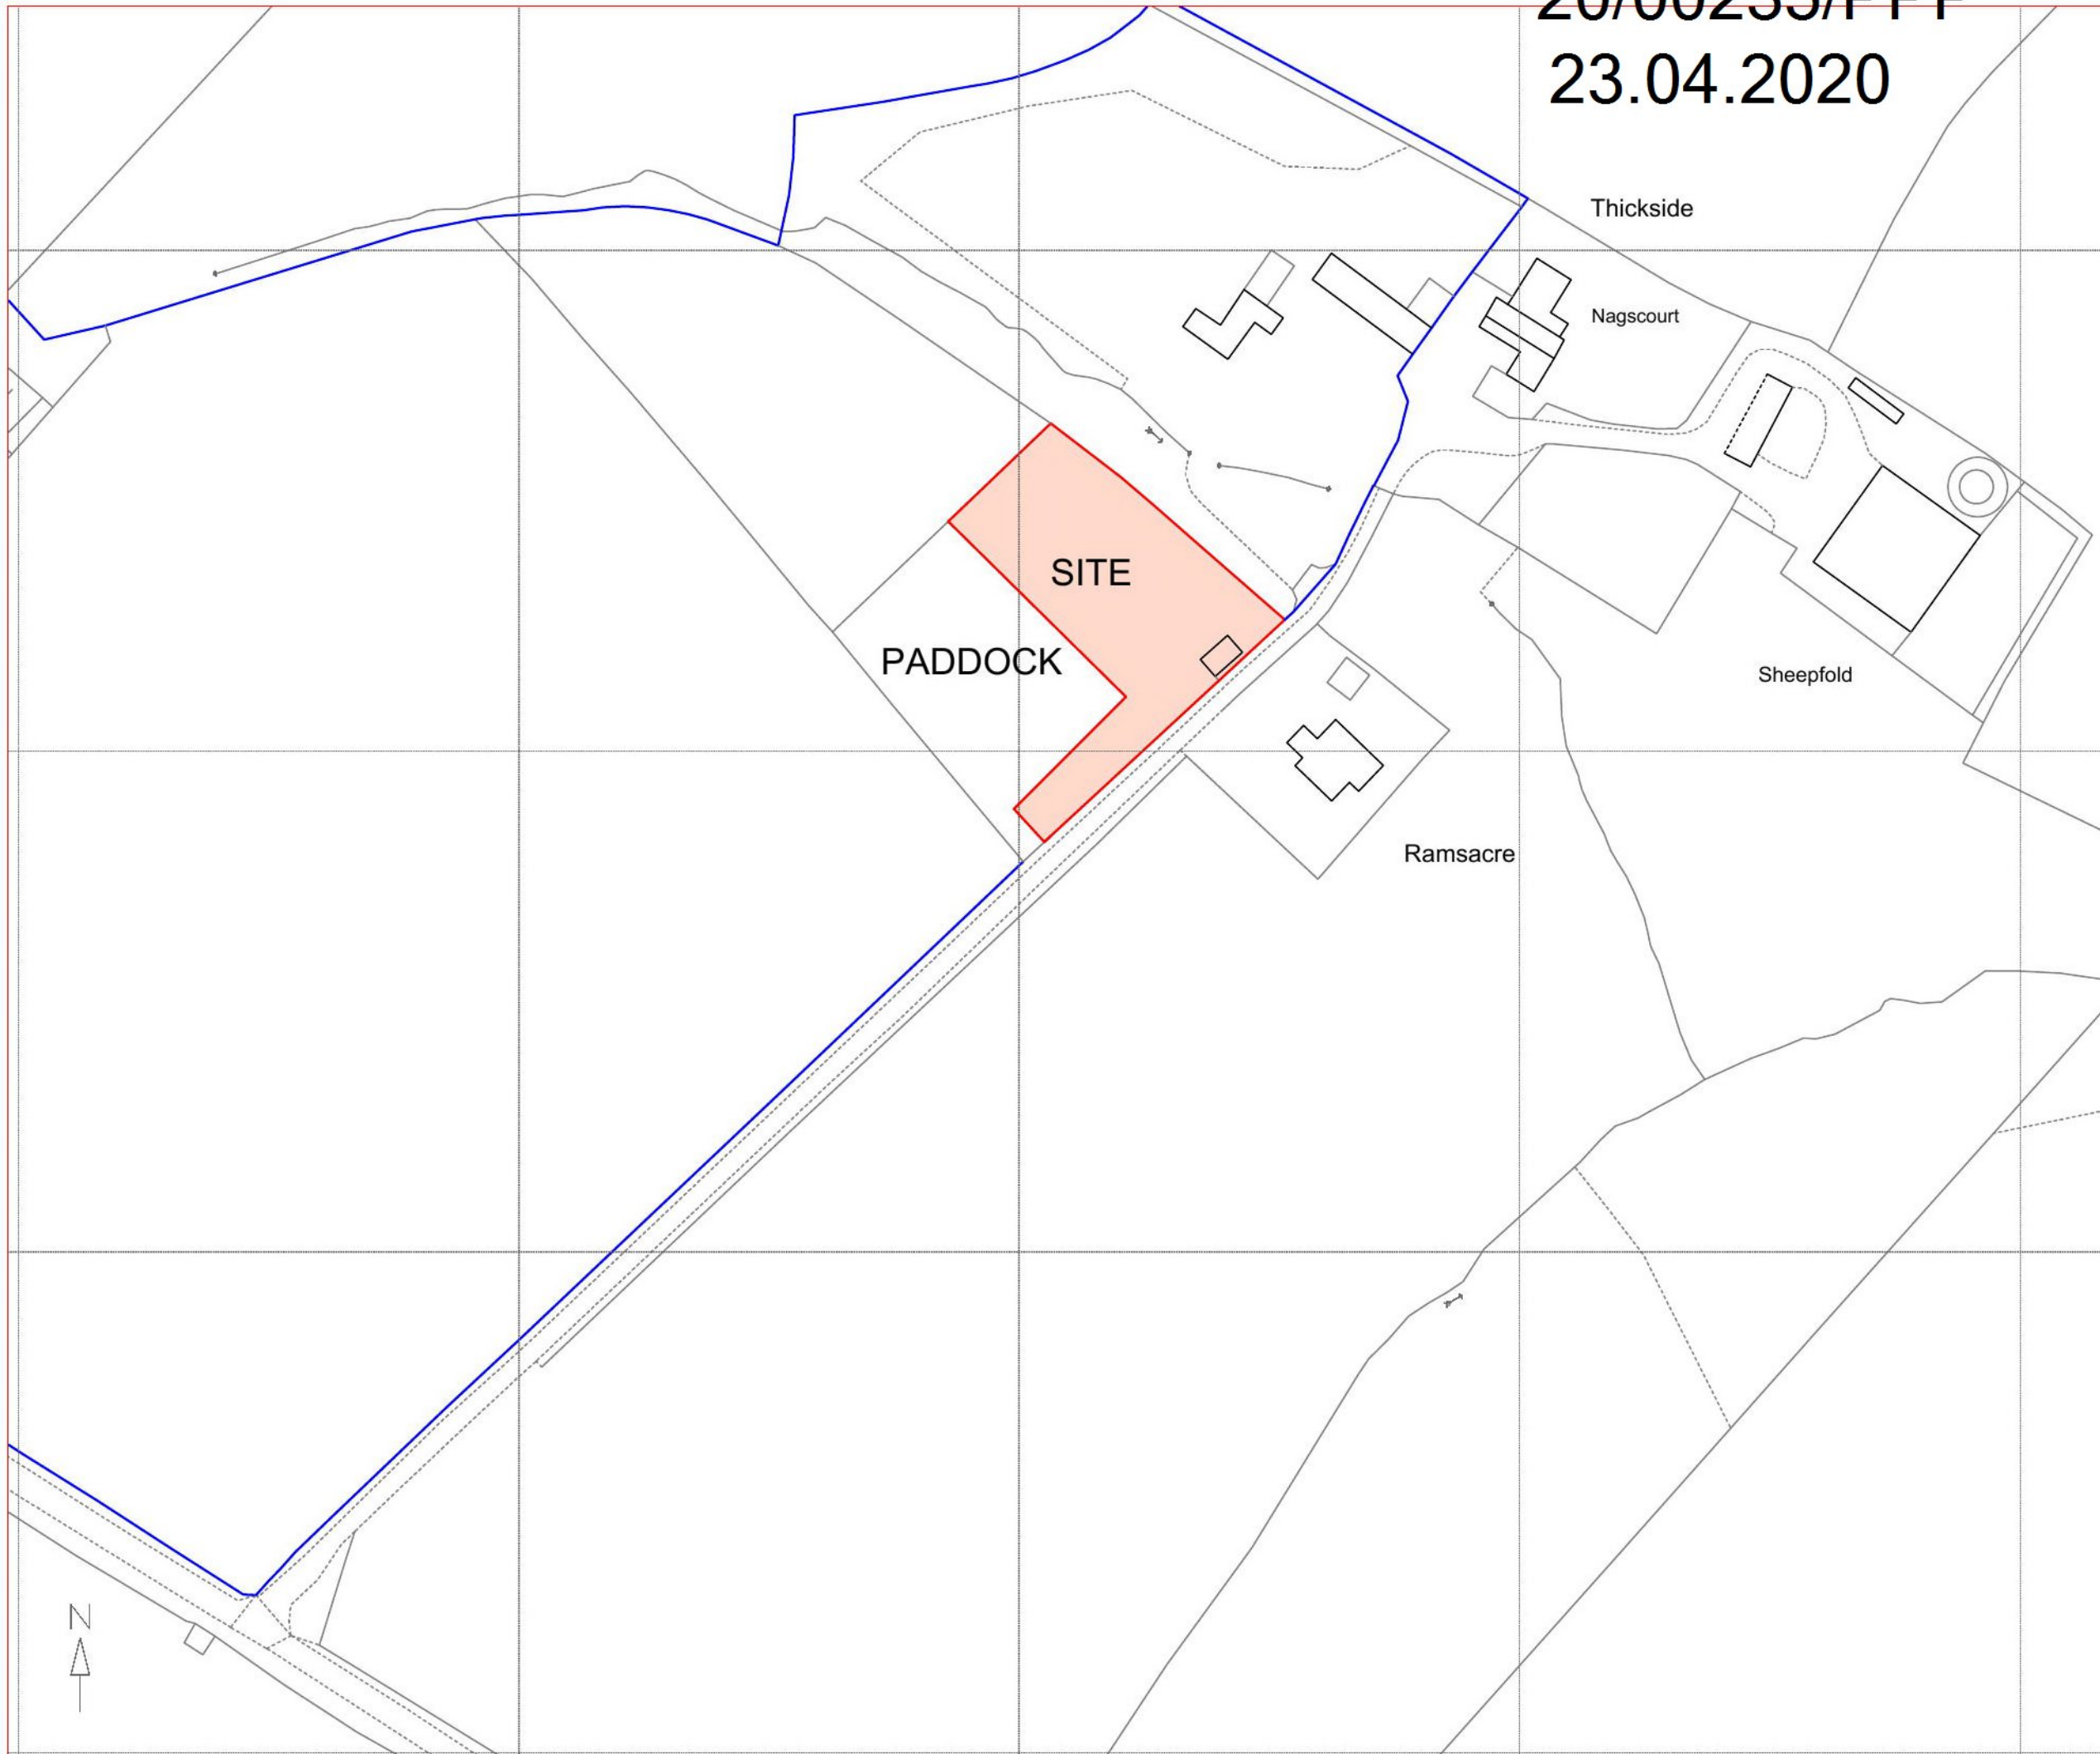 23.04.2020
Thickside
Nagscourt
SITE
PADDOCK
Sheepfold
Ramsacre
N